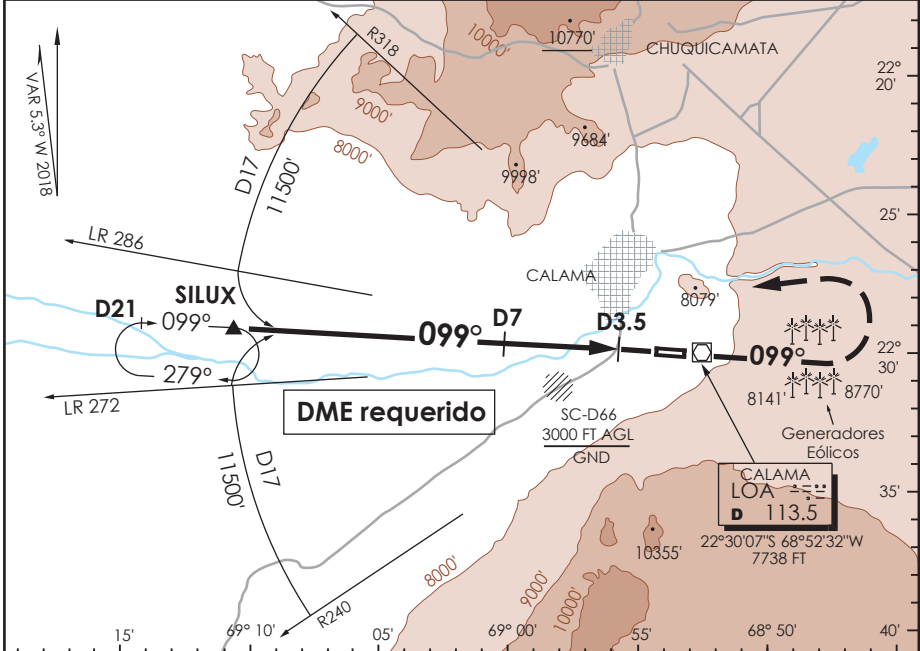 10770'
10000'
R318
CHUQUICAMATA
22°
20'
VAR 5.3° W 2018
9000'
8000'
9684'
9998'
D17
11500'
25'
LR 286
CALAMA
8079'
D21
SILUX
099°
099°
D7
D3.5
099°
22°
30'
279°
LR 272
DME requerido
SC-D66
3000 FT AGL
GND
8141'
8770'
Generadores
Eólicos
CALAMA
LOA
D 113.5
22°30'07"S 68°52'32"W
7738 FT
35'
D17
11500'
10355'
8000'
9000'
10000'
R240
15'
69° 10'
05'
69° 00'
55'
68° 50'
40'